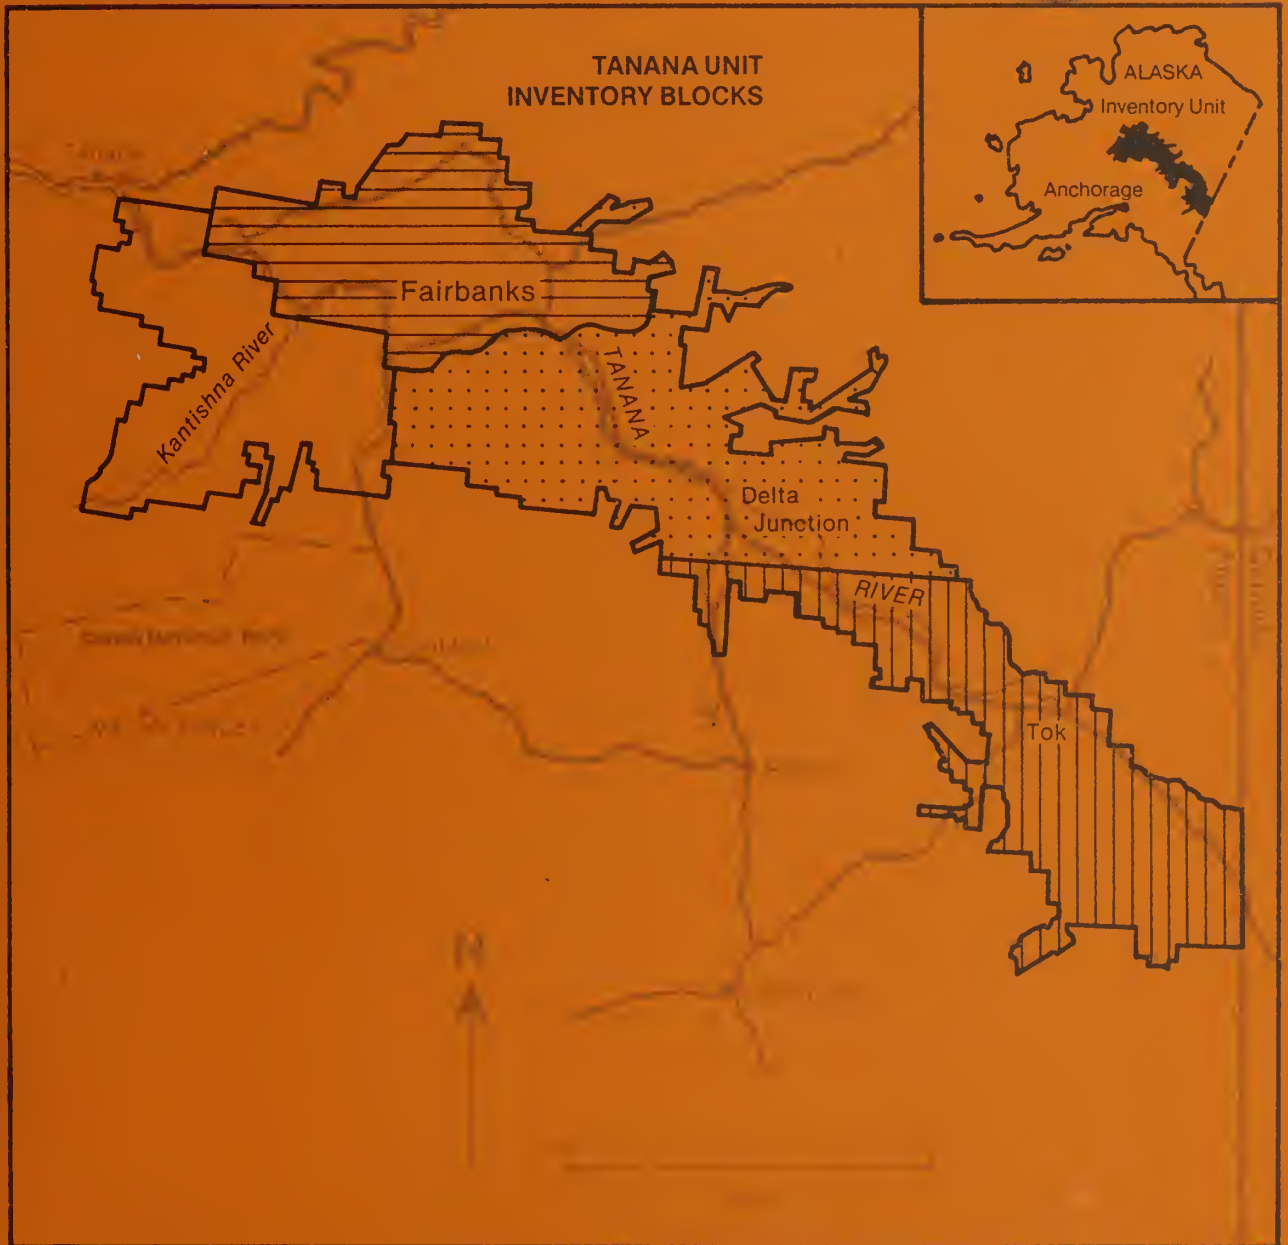 TANANA UNIT
INVENTORY BLOCKS
ALASKA
Inventory Unit
Anchorage
Fairbanks
Kantishna River
TANANA
Delta
Junction
RIVER
Tok
N